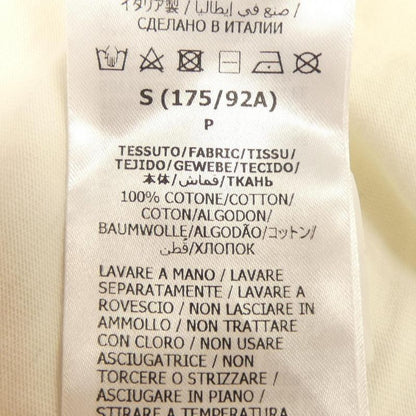 イタリア製 / صنع في إيطاليا /
СДЕЛАНО В ИТАЛИИ
S (175/92A)
P
TESSUTO/FABRIC/TISSU/
TEJIDO/GEWEBE/TECIDO/
本体/قماش/ТКАНЬ
100% COTONE/COTTON/
COTON/ALGODON/
BAUMWOLLE/ALGODÃO/コットン/
قطن/ХЛОПОК
LAVARE A MANO / LAVARE
SEPARATAMENTE / LAVARE A
ROVESCIO / NON LASCIARE IN
AMMOLLO / NON TRATTARE
CON CLORO / NON USARE
ASCIUGATRICE / NON
TORCERE O STRIZZARE /
ASCIUGARE IN PIANO /
STIRARE A TEMPERATURA